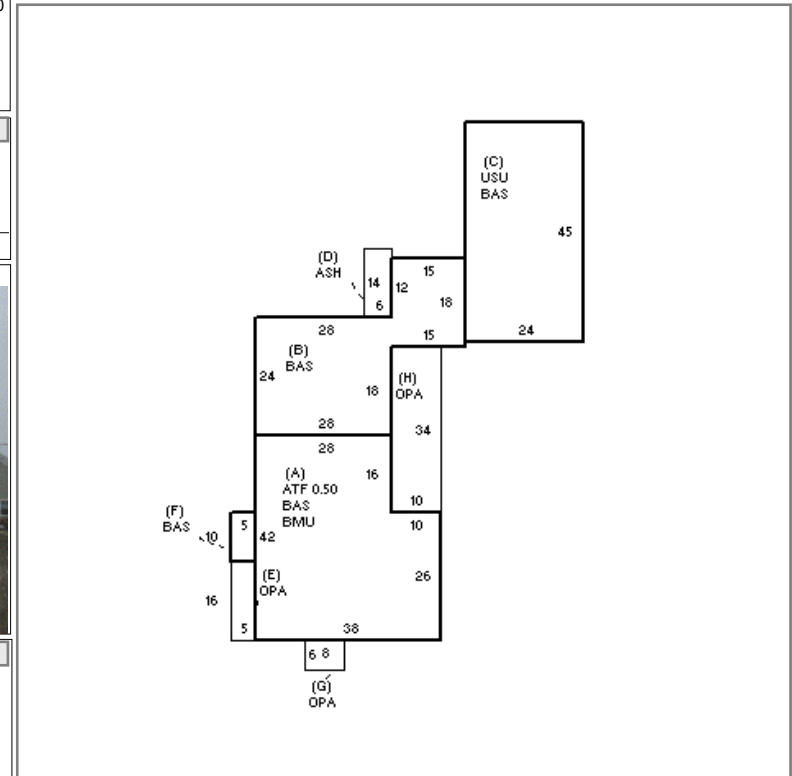 (C)
USU
BAS
45
24
(D)
ASH
14
6
12
15
18
15
28
(B)
BAS
24
18
28
(H)
OPA
34
10
28
16
(A)
ATF 0.50
BAS
BMU
10
(F)
BAS
10
5
42
26
(E)
OPA
16
5
38
6 8
(G)
OPA